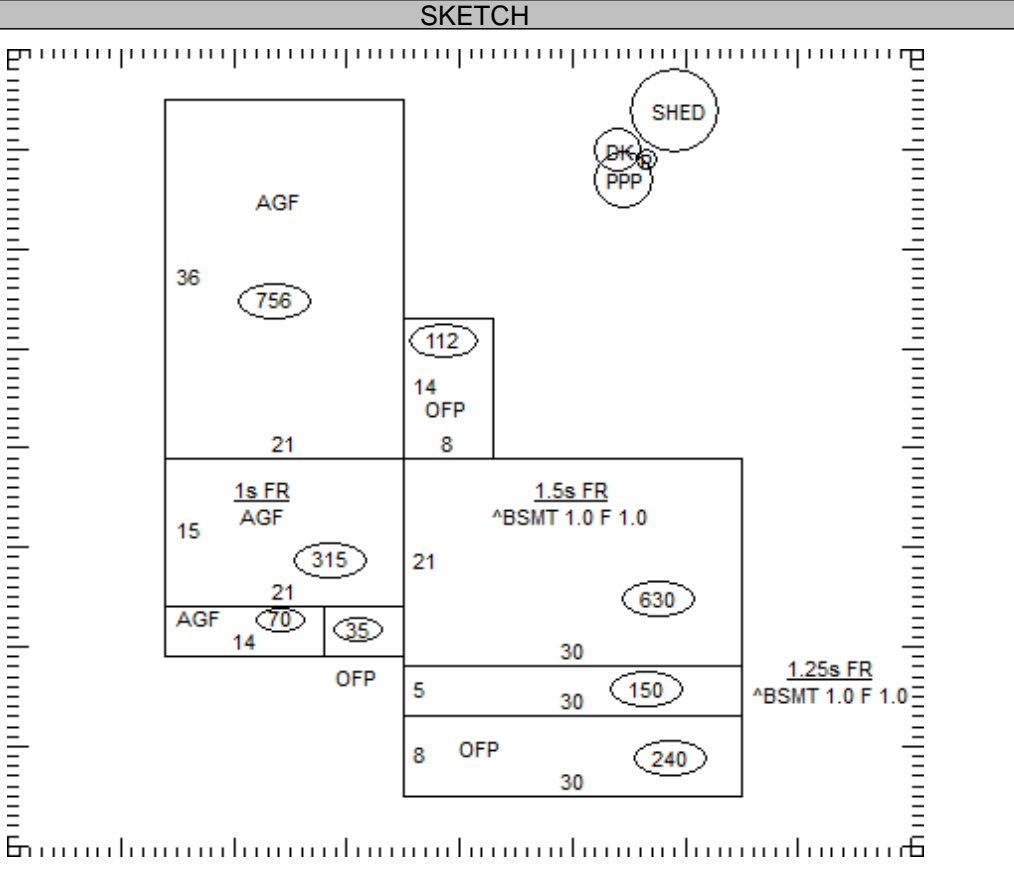 SKETCH
SHED
DK
PPP
AGF
36
756
21
112
14
OFP
8
1s FR
AGF
15
315
21
1.5s FR
^BSMT 1.0 F 1.0
21
630
30
AGF
70
14
35
OFP
5
30
150
1.25s FR
^BSMT 1.0 F 1.0
8
OFP
240
30